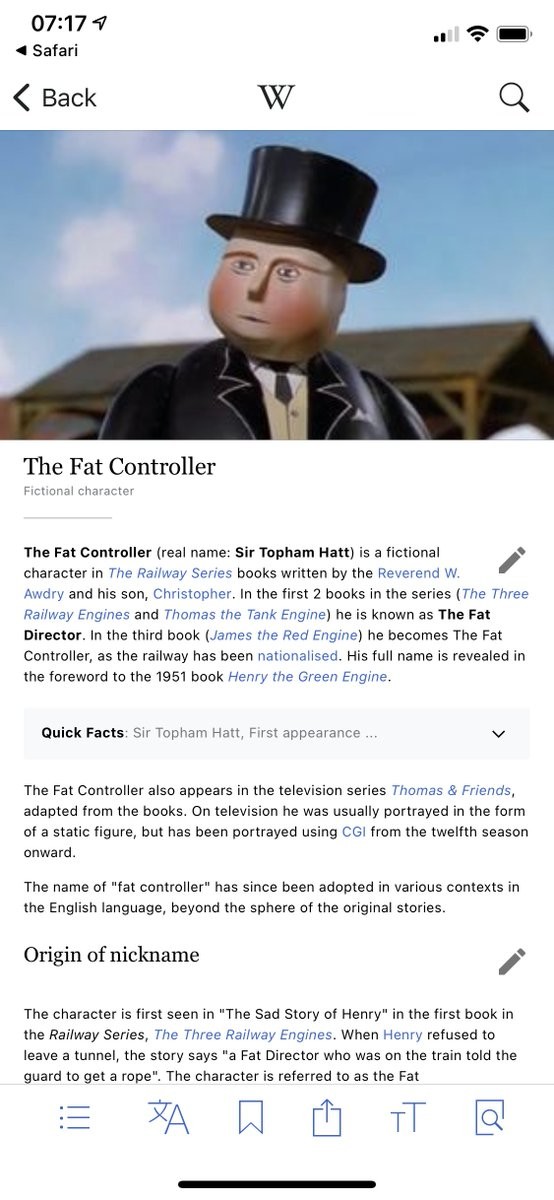 07:17
◀ Safari
Back
W
The Fat Controller
Fictional character
The Fat Controller (real name: Sir Topham Hatt) is a fictional
character in The Railway Series books written by the Reverend W.
Awdry and his son, Christopher. In the first 2 books in the series (The Three
Railway Engines and Thomas the Tank Engine) he is known as The Fat
Director. In the third book (James the Red Engine) he becomes The Fat
Controller, as the railway has been nationalised. His full name is revealed in
the foreword to the 1951 book Henry the Green Engine.
Quick Facts: Sir Topham Hatt, First appearance ...
The Fat Controller also appears in the television series Thomas & Friends,
adapted from the books. On television he was usually portrayed in the form
of a static figure, but has been portrayed using CGI from the twelfth season
onward.
The name of "fat controller" has since been adopted in various contexts in
the English language, beyond the sphere of the original stories.
Origin of nickname
The character is first seen in "The Sad Story of Henry" in the first book in
the Railway Series, The Three Railway Engines. When Henry refused to
leave a tunnel, the story says "a Fat Director who was on the train told the
guard to get a rope". The character is referred to as the Fat
文A
TT